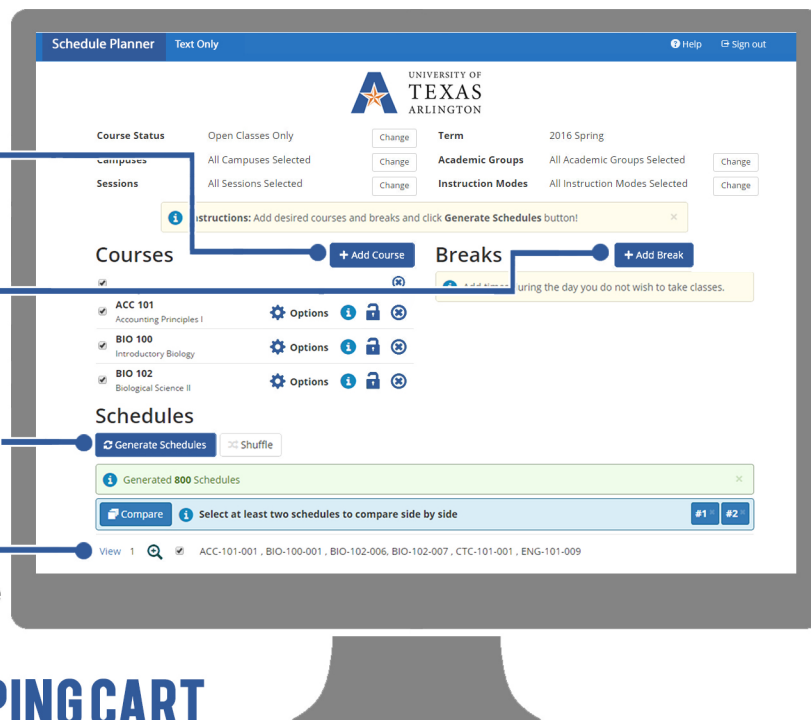 Schedule Planner Text Only Help Sign out
UNIVERSITY OF
TEXAS
ARLINGTON
Course Status Open Classes Only Change Term 2016 Spring
Campuses All Campuses Selected Change Academic Groups All Academic Groups Selected Change
Sessions All Sessions Selected Change Instruction Modes All Instruction Modes Selected Change
Instructions: Add desired courses and breaks and click Generate Schedules button!
Courses + Add Course Breaks + Add Break
Add times during the day you do not wish to take classes.
ACC 101
Accounting Principles I Options
BIO 100
Introductory Biology Options
BIO 102
Biological Science II Options
Schedules
Generate Schedules Shuffle
Generated 800 Schedules
Compare Select at least two schedules to compare side by side #1 #2
View 1 ACC-101-001 , BIO-100-001 , BIO-102-006, BIO-102-007 , CTC-101-001 , ENG-101-009
PING CART